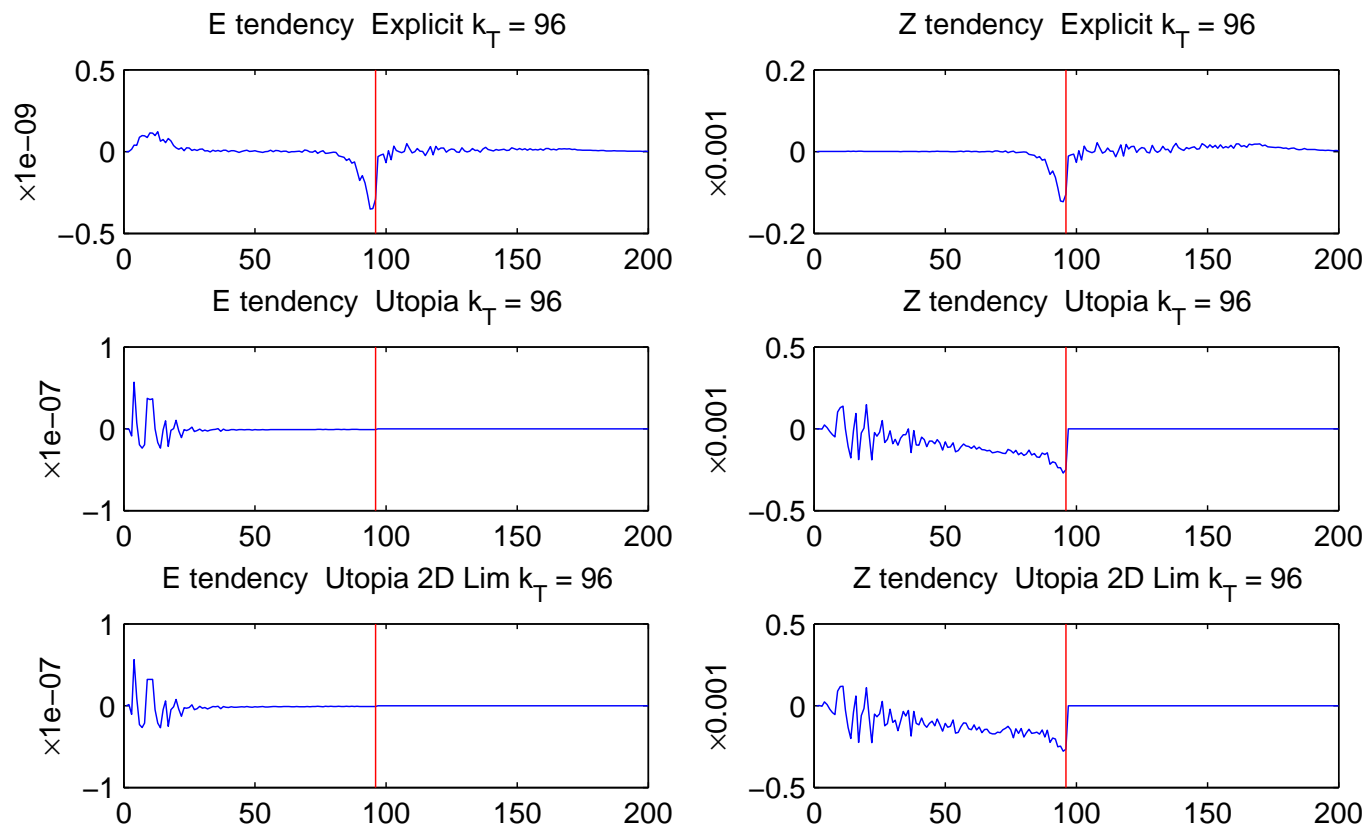 E tendency  Explicit k_T = 96
×1e−09
0.5
0
−0.5
0 50 100 150 200
Z tendency  Explicit k_T = 96
×0.001
0.2
0
−0.2
0 50 100 150 200
E tendency  Utopia k_T = 96
×1e−07
1
0
−1
0 50 100 150 200
Z tendency  Utopia k_T = 96
×0.001
0.5
0
−0.5
0 50 100 150 200
E tendency  Utopia 2D Lim k_T = 96
×1e−07
1
0
−1
0 50 100 150 200
Z tendency  Utopia 2D Lim k_T = 96
×0.001
0.5
0
−0.5
0 50 100 150 200